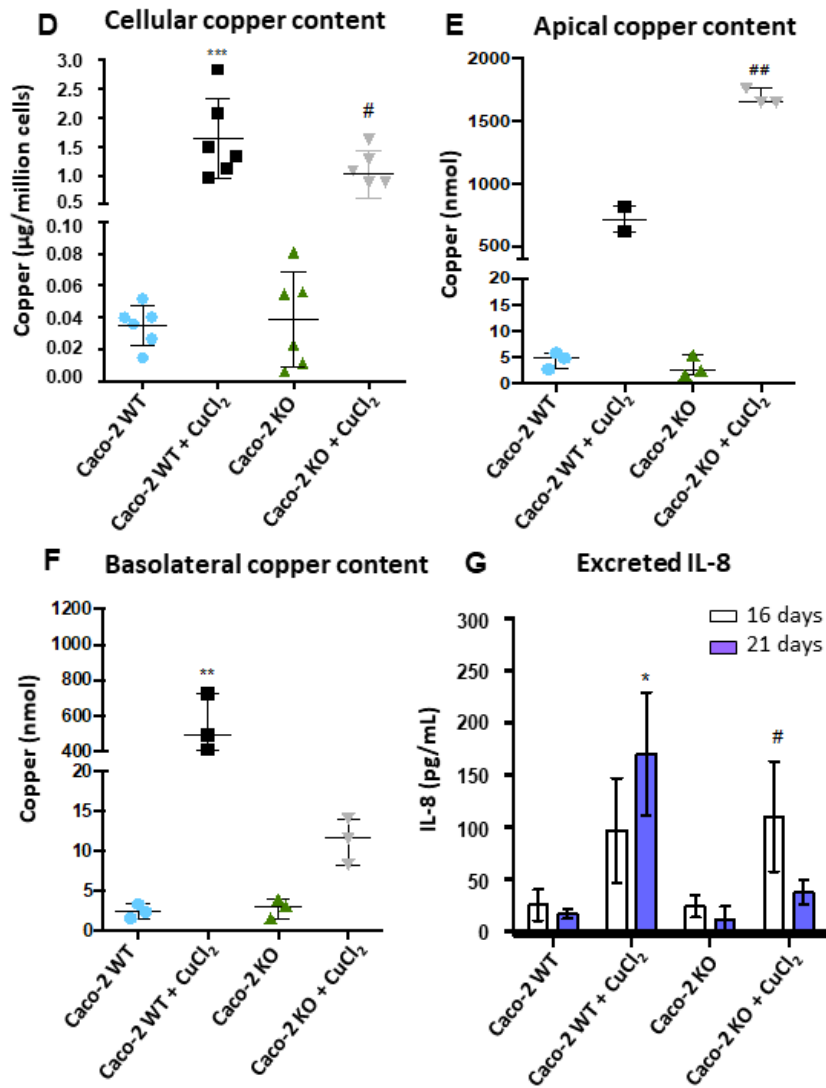 D Cellular copper content
Copper (µg/million cells)
3.0
2.5
2.0
1.5
1.0
0.5
0.10
0.08
0.06
0.04
0.02
0.00
***
#
Caco-2 WT
Caco-2 WT + CuCl₂
Caco-2 KO
Caco-2 KO + CuCl₂
E Apical copper content
Copper (nmol)
2000
1500
1000
500
20
15
10
5
0
##
Caco-2 WT
Caco-2 WT + CuCl₂
Caco-2 KO
Caco-2 KO + CuCl₂
F Basolateral copper content
Copper (nmol)
1200
1000
800
600
400
20
15
10
5
0
**
Caco-2 WT
Caco-2 WT + CuCl₂
Caco-2 KO
Caco-2 KO + CuCl₂
G Excreted IL-8
IL-8 (pg/mL)
300
250
200
150
100
50
0
16 days
21 days
*
#
Caco-2 WT
Caco-2 WT + CuCl₂
Caco-2 KO
Caco-2 KO + CuCl₂